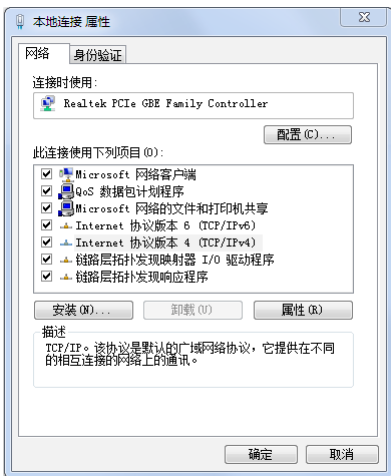 本地连接 属性
网络
身份验证
连接时使用:
Realtek PCIe GBE Family Controller
配置(C)...
此连接使用下列项目(O):
Microsoft 网络客户端
QoS 数据包计划程序
Microsoft 网络的文件和打印机共享
Internet 协议版本 6 (TCP/IPv6)
Internet 协议版本 4 (TCP/IPv4)
链路层拓扑发现映射器 I/O 驱动程序
链路层拓扑发现响应程序
安装(N)...
卸载(U)
属性(R)
描述
TCP/IP。该协议是默认的广域网络协议，它提供在不同
的相互连接的网络上的通讯。
确定
取消